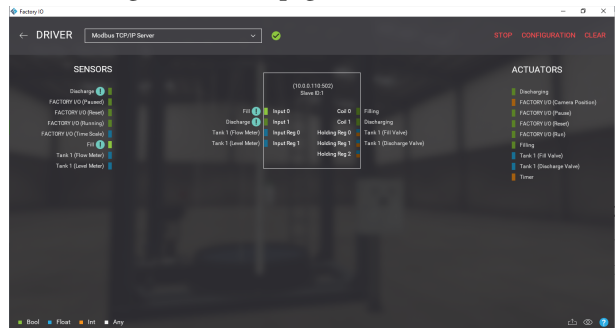 Factory IO
← DRIVER Modbus TCP/IP Server STOP CONFIGURATION CLEAR
SENSORS
Discharge
FACTORY I/O (Paused)
FACTORY I/O (Reset)
FACTORY I/O (Running)
FACTORY I/O (Time Scale)
Fill
Tank 1 (Flow Meter)
Tank 1 (Level Meter)
(10.0.0.110:502)
Slave ID:1
Fill Input 0 Coil 0 Filling
Discharge Input 1 Coil 1 Discharging
Tank 1 (Flow Meter) Input Reg 0 Holding Reg 0 Tank 1 (Fill Valve)
Tank 1 (Level Meter) Input Reg 1 Holding Reg 1 Tank 1 (Discharge Valve)
Holding Reg 2
ACTUATORS
Discharging
FACTORY I/O (Camera Position)
FACTORY I/O (Pause)
FACTORY I/O (Reset)
FACTORY I/O (Run)
Filling
Tank 1 (Fill Valve)
Tank 1 (Discharge Valve)
Timer
Bool Float Int Any